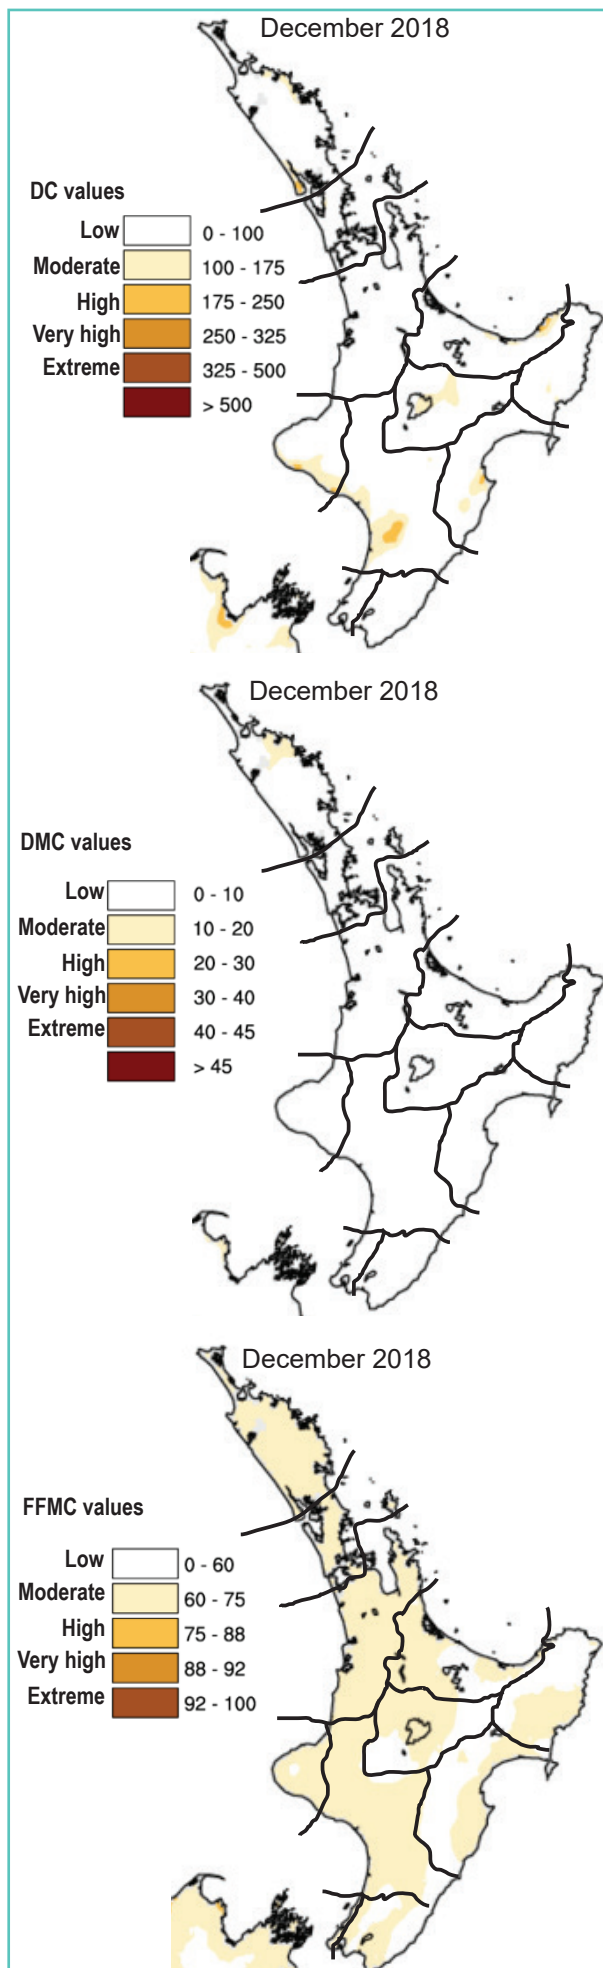 December 2018
DC values
Low 0 - 100
Moderate 100 - 175
High 175 - 250
Very high 250 - 325
Extreme 325 - 500
> 500
December 2018
DMC values
Low 0 - 10
Moderate 10 - 20
High 20 - 30
Very high 30 - 40
Extreme 40 - 45
> 45
December 2018
FFMC values
Low 0 - 60
Moderate 60 - 75
High 75 - 88
Very high 88 - 92
Extreme 92 - 100